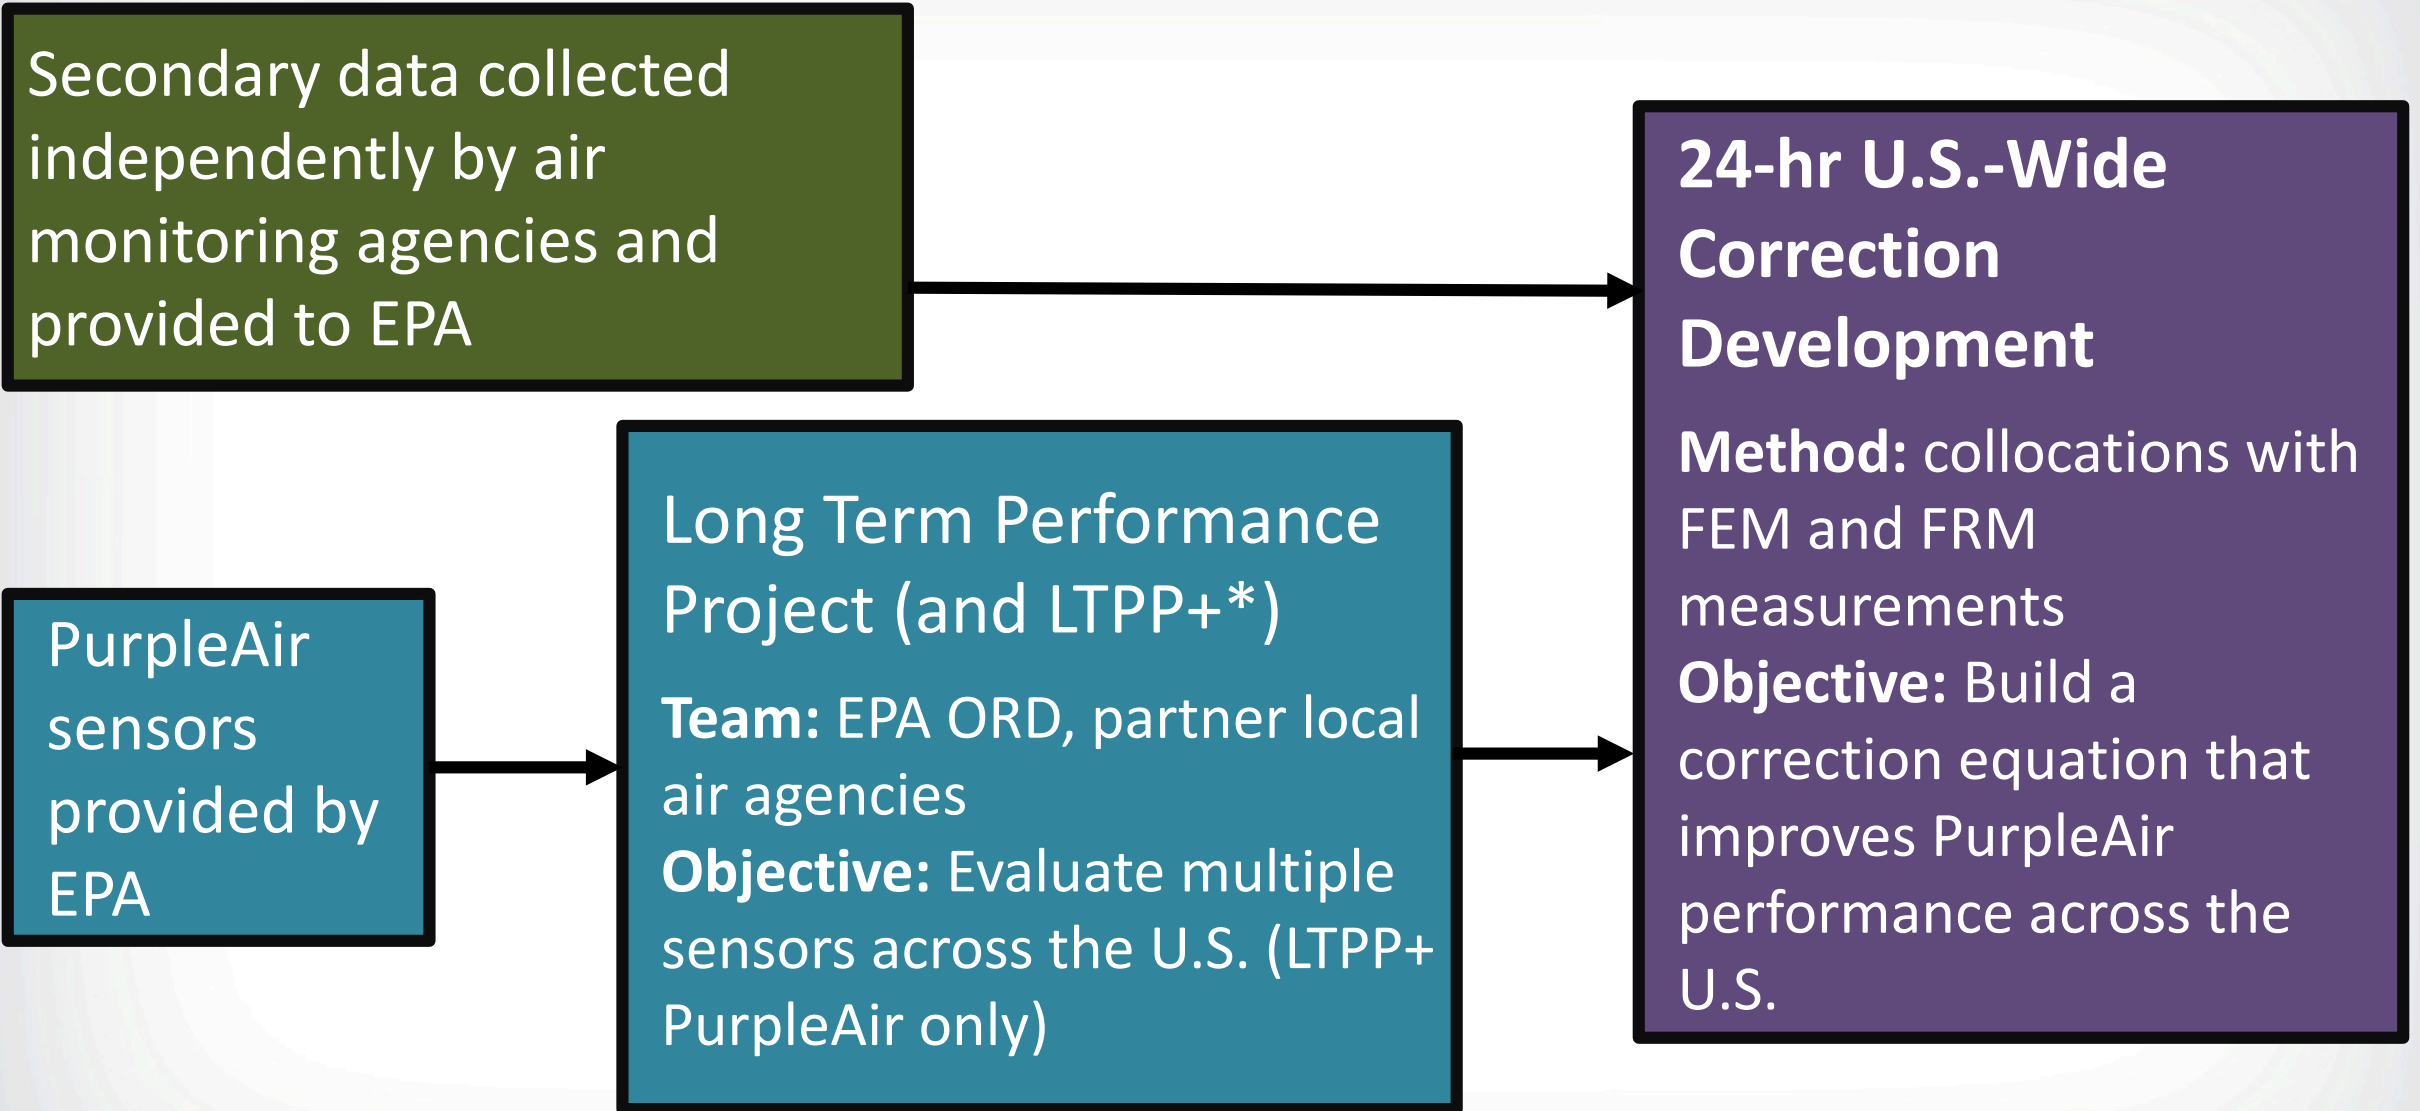 Secondary data collected
independently by air
monitoring agencies and
provided to EPA
PurpleAir
sensors
provided by
EPA
Long Term Performance
Project (and LTPP+*)
Team: EPA ORD, partner local
air agencies
Objective: Evaluate multiple
sensors across the U.S. (LTPP+
PurpleAir only)
24-hr U.S.-Wide
Correction
Development
Method: collocations with
FEM and FRM
measurements
Objective: Build a
correction equation that
improves PurpleAir
performance across the
U.S.